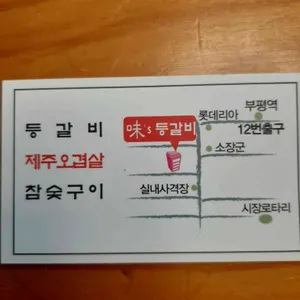 등갈비
제주오겹살
참숯구이
味's 등갈비
롯데리아
부평역
12번출구
소장군
실내사격장
시장로타리